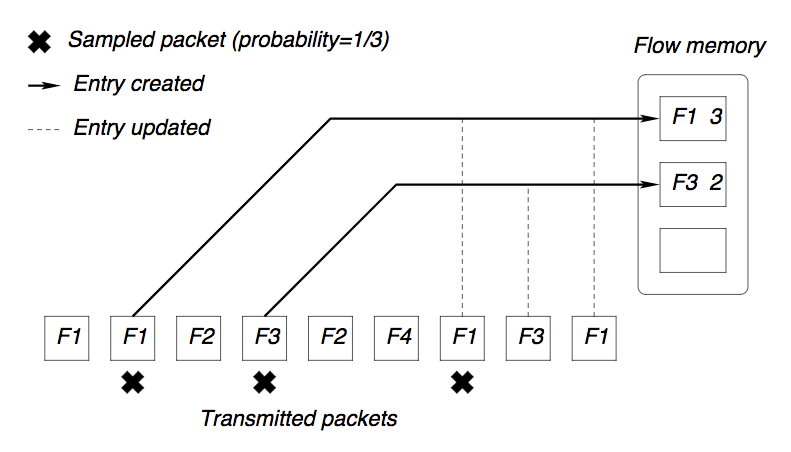 Sampled packet (probability=1/3)
Flow memory
Entry created
Entry updated
F1 3
F3 2
F1 F1 F2 F3 F2 F4 F1 F3 F1
Transmitted packets